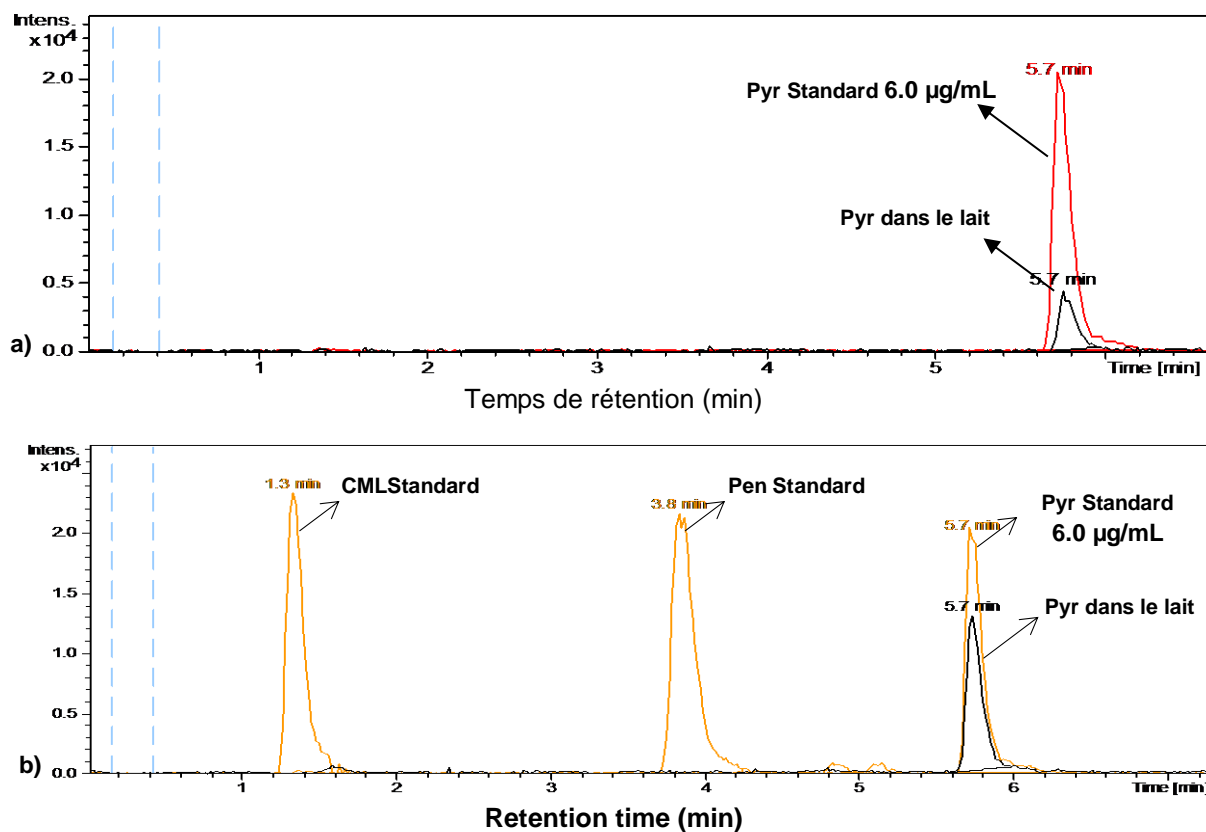 Intens.
x10⁴
2.0
1.5
1.0
0.5
0.0
a)
5.7 min
Pyr Standard 6.0 µg/mL
Pyr dans le lait
5.7 min
1
2
3
4
5
Time [min]
Temps de rétention (min)
Intens.
x10⁴
2.0
1.5
1.0
0.5
0.0
b)
1.3 min
CMLStandard
3.8 min
Pen Standard
5.7 min
Pyr Standard
6.0 µg/mL
5.7 min
Pyr dans le lait
1
2
3
4
5
6
Time [min]
Retention time (min)